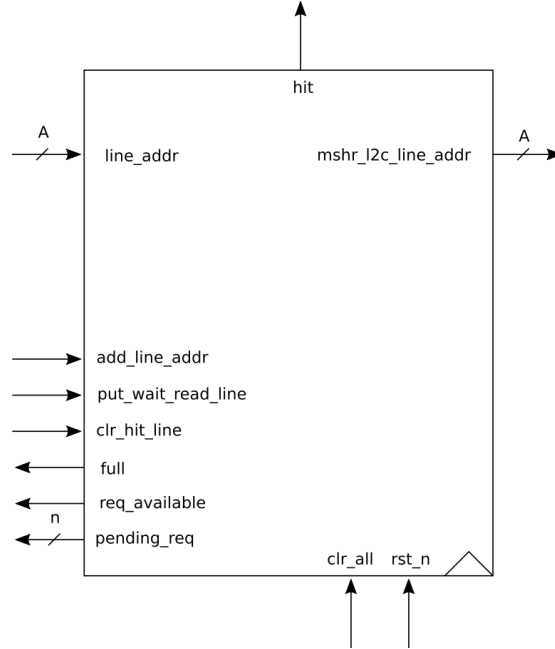 hit
A
line_addr
mshr_l2c_line_addr
A
add_line_addr
put_wait_read_line
clr_hit_line
full
req_available
n
pending_req
clr_all
rst_n